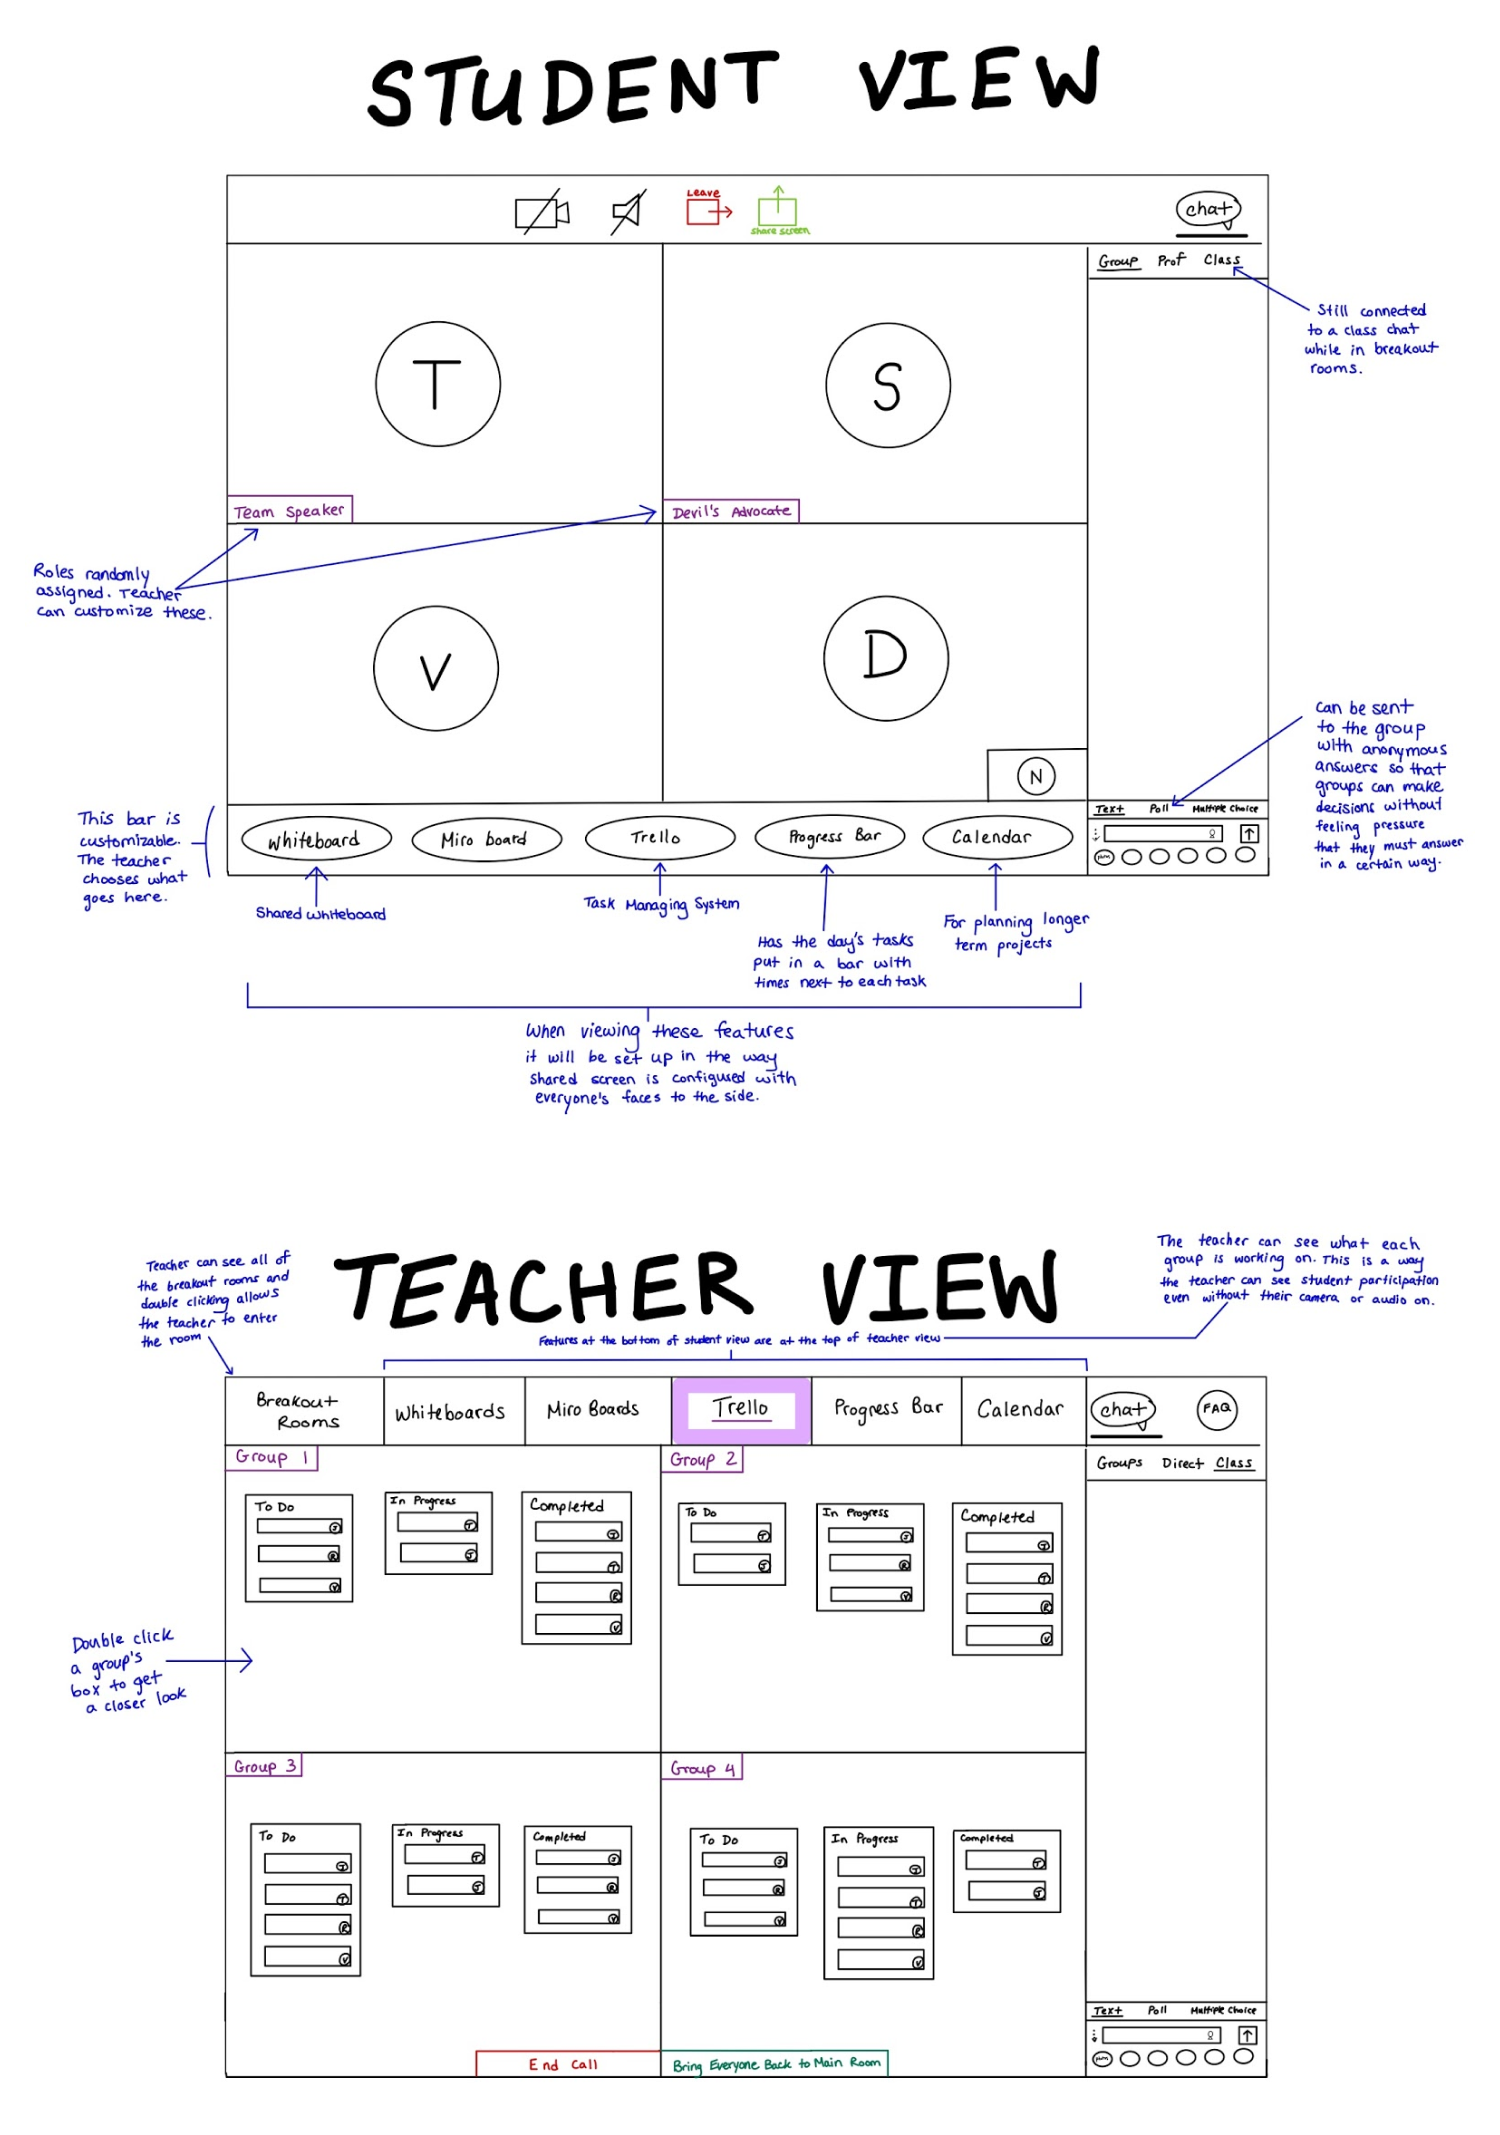 STUDENT VIEW
Leave
Share screen
chat
Group Prof Class
Still connected
to a class chat
while in breakout
rooms.
T
S
Team Speaker
Devil's Advocate
Roles randomly
assigned. Teacher
can customize these.
V
D
N
Can be sent
to the group
with anonymous
answers so that
groups can make
decisions without
feeling pressure
that they must answer
in a certain way.
Text Poll Multiple Choice
This bar is
customizable.
The teacher
chooses what
goes here.
Whiteboard
Miro board
Trello
Progress Bar
Calendar
Shared Whiteboard
Task Managing System
Has the day's tasks
put in a bar with
times next to each task
For planning longer
term projects
When viewing these features
it will be set up in the way
shared screen is configused with
everyone's faces to the side.
Teacher can see all of
the breakout rooms and
double clicking allows
the teacher to enter
the room
TEACHER VIEW
The teacher can see what each
group is working on. This is a way
the teacher can see student participation
even without their camera or audio on.
Features at the bottom of student view are at the top of teacher view
Breakout
Rooms
Whiteboards
Miro Boards
Trello
Progress Bar
Calendar
chat
FAQ
Groups Direct Class
Group 1
To Do
In Progress
Completed
Group 2
To Do
In Progress
Completed
Double click
a group's
box to get
a closer look
Group 3
To Do
In Progress
Completed
Group 4
To Do
In Progress
Completed
Text Poll Multiple Choice
End Call
Bring Everyone Back to Main Room